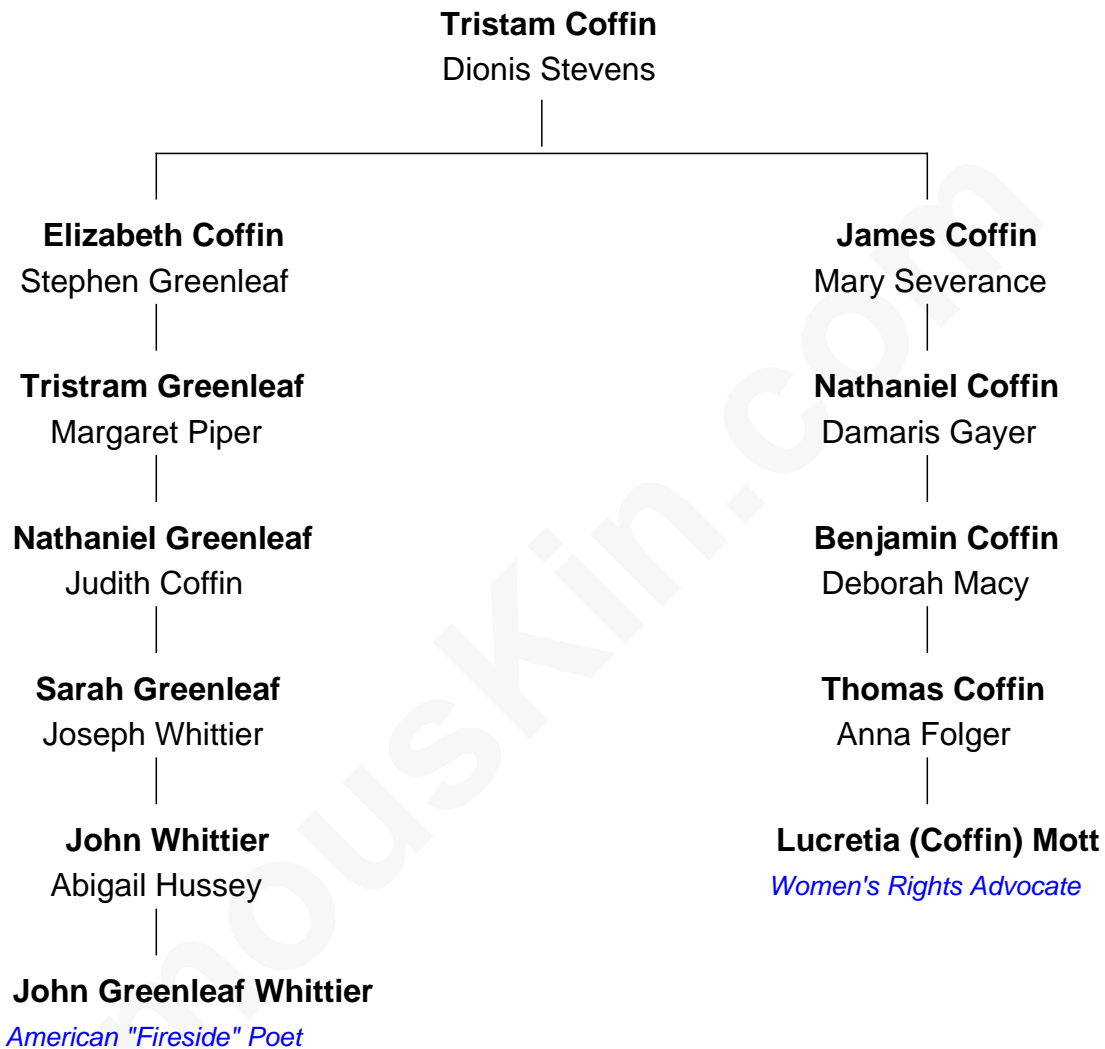 Tristam Coffin
Dionis Stevens
Elizabeth Coffin
Stephen Greenleaf
James Coffin
Mary Severance
Tristram Greenleaf
Margaret Piper
Nathaniel Coffin
Damaris Gayer
Nathaniel Greenleaf
Judith Coffin
Benjamin Coffin
Deborah Macy
Sarah Greenleaf
Joseph Whittier
Thomas Coffin
Anna Folger
John Whittier
Abigail Hussey
Lucretia (Coffin) Mott
Women's Rights Advocate
John Greenleaf Whittier
American "Fireside" Poet
mousKin.com